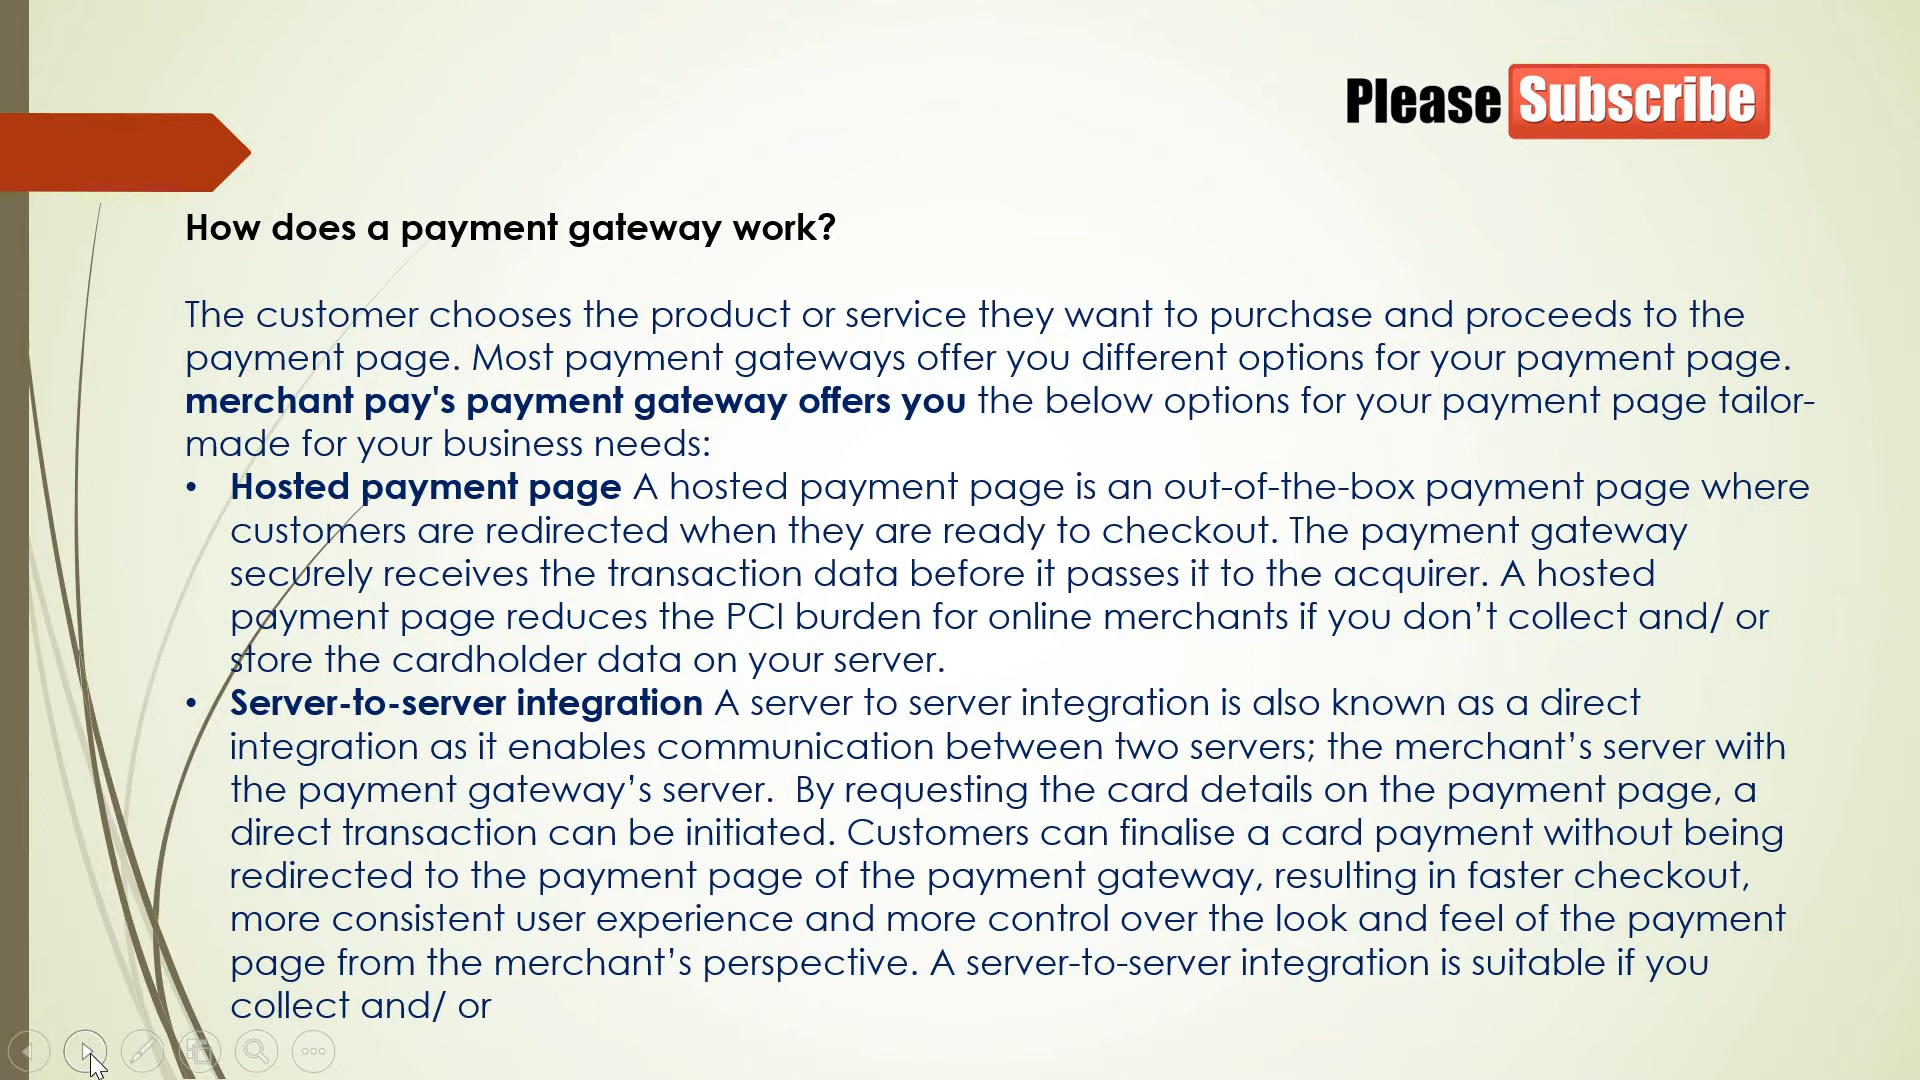 Please Subscribe
How does a payment gateway work?
The customer chooses the product or service they want to purchase and proceeds to the
payment page. Most payment gateways offer you different options for your payment page.
merchant pay's payment gateway offers you the below options for your payment page tailor-
made for your business needs:
• Hosted payment page A hosted payment page is an out-of-the-box payment page where
customers are redirected when they are ready to checkout. The payment gateway
securely receives the transaction data before it passes it to the acquirer. A hosted
payment page reduces the PCI burden for online merchants if you don’t collect and/ or
store the cardholder data on your server.
• Server-to-server integration A server to server integration is also known as a direct
integration as it enables communication between two servers; the merchant’s server with
the payment gateway’s server.  By requesting the card details on the payment page, a
direct transaction can be initiated. Customers can finalise a card payment without being
redirected to the payment page of the payment gateway, resulting in faster checkout,
more consistent user experience and more control over the look and feel of the payment
page from the merchant’s perspective. A server-to-server integration is suitable if you
collect and/ or